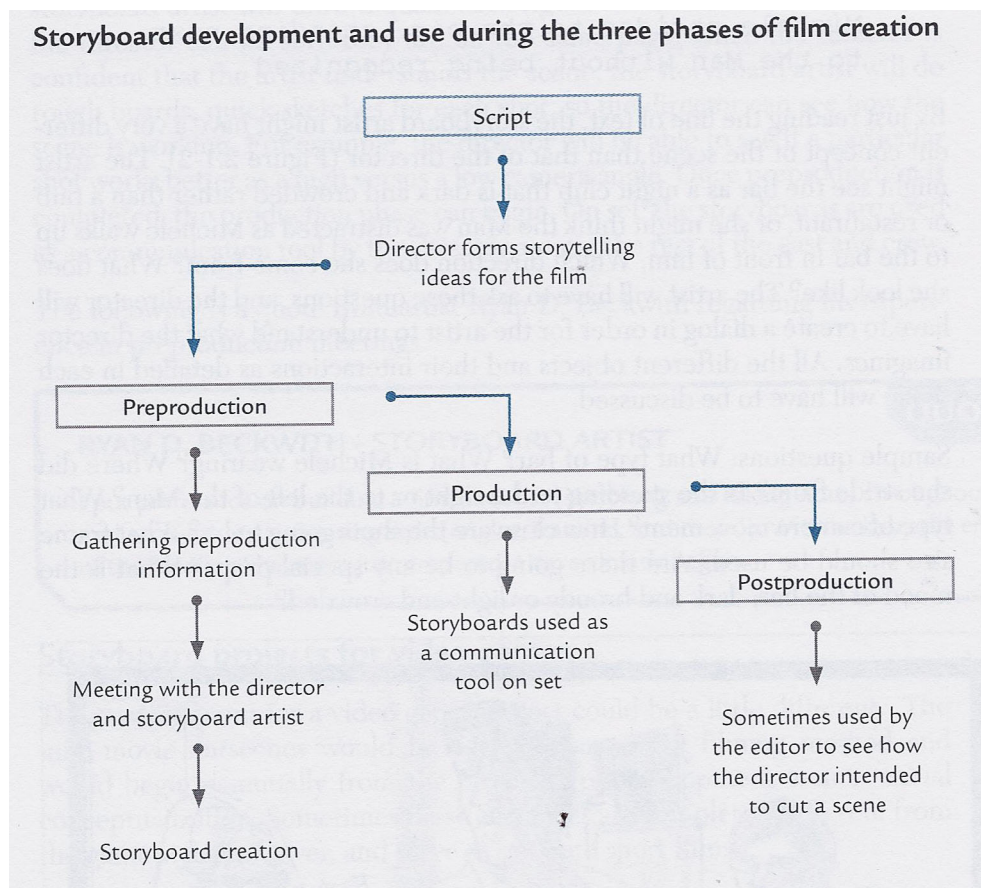 Storyboard development and use during the three phases of film creation
Script
Director forms storytelling
ideas for the film
Preproduction
Gathering preproduction
information
Meeting with the director
and storyboard artist
Storyboard creation
Production
Storyboards used as
a communication
tool on set
Postproduction
Sometimes used by
the editor to see how
the director intended
to cut a scene